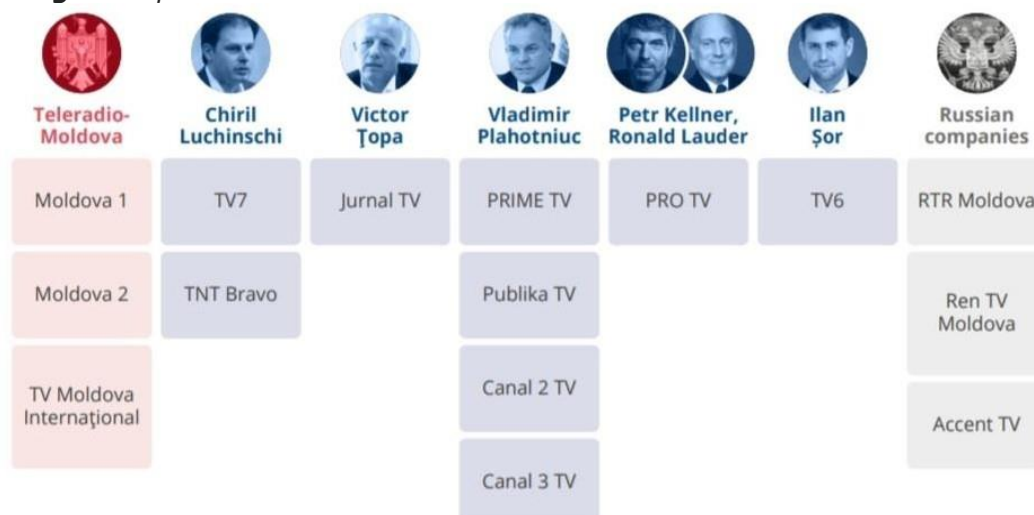 Teleradio-
Moldova
Chiril
Luchinschi
Victor
Țopa
Vladimir
Plahotniuc
Petr Kellner,
Ronald Lauder
Ilan
Șor
Russian
companies
Moldova 1
TV7
Jurnal TV
PRIME TV
PRO TV
TV6
RTR Moldova
Moldova 2
TNT Bravo
Publika TV
Ren TV
Moldova
TV Moldova
Internațional
Canal 2 TV
Accent TV
Canal 3 TV